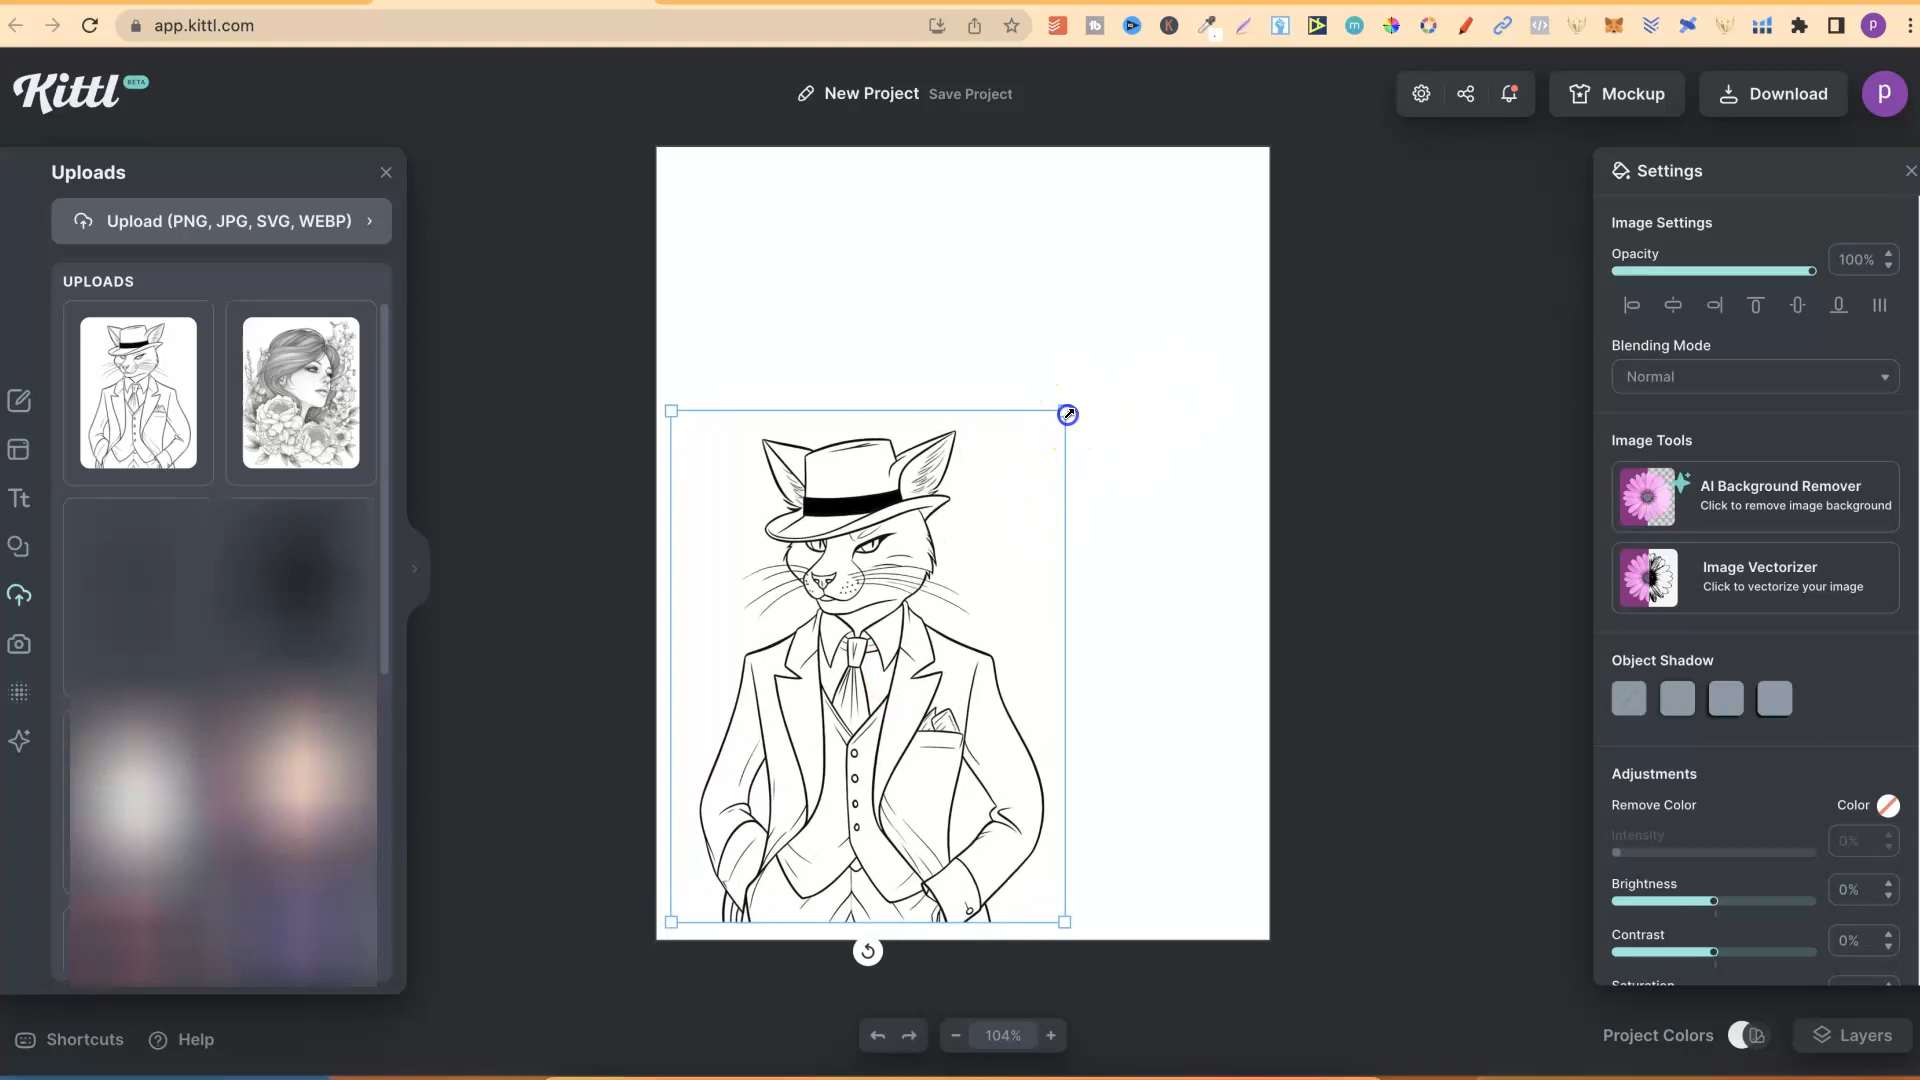 app.kittl.com
Kittl BETA
New Project Save Project
Mockup
Download
p
Uploads
Upload (PNG, JPG, SVG, WEBP)
UPLOADS
Settings
Image Settings
Opacity
100%
Blending Mode
Normal
Image Tools
AI Background Remover
Click to remove image background
Image Vectorizer
Click to vectorize your image
Object Shadow
Adjustments
Remove Color Color
Intensity
0%
Brightness
0%
Contrast
0%
Saturation
Shortcuts
Help
104%
Project Colors
Layers